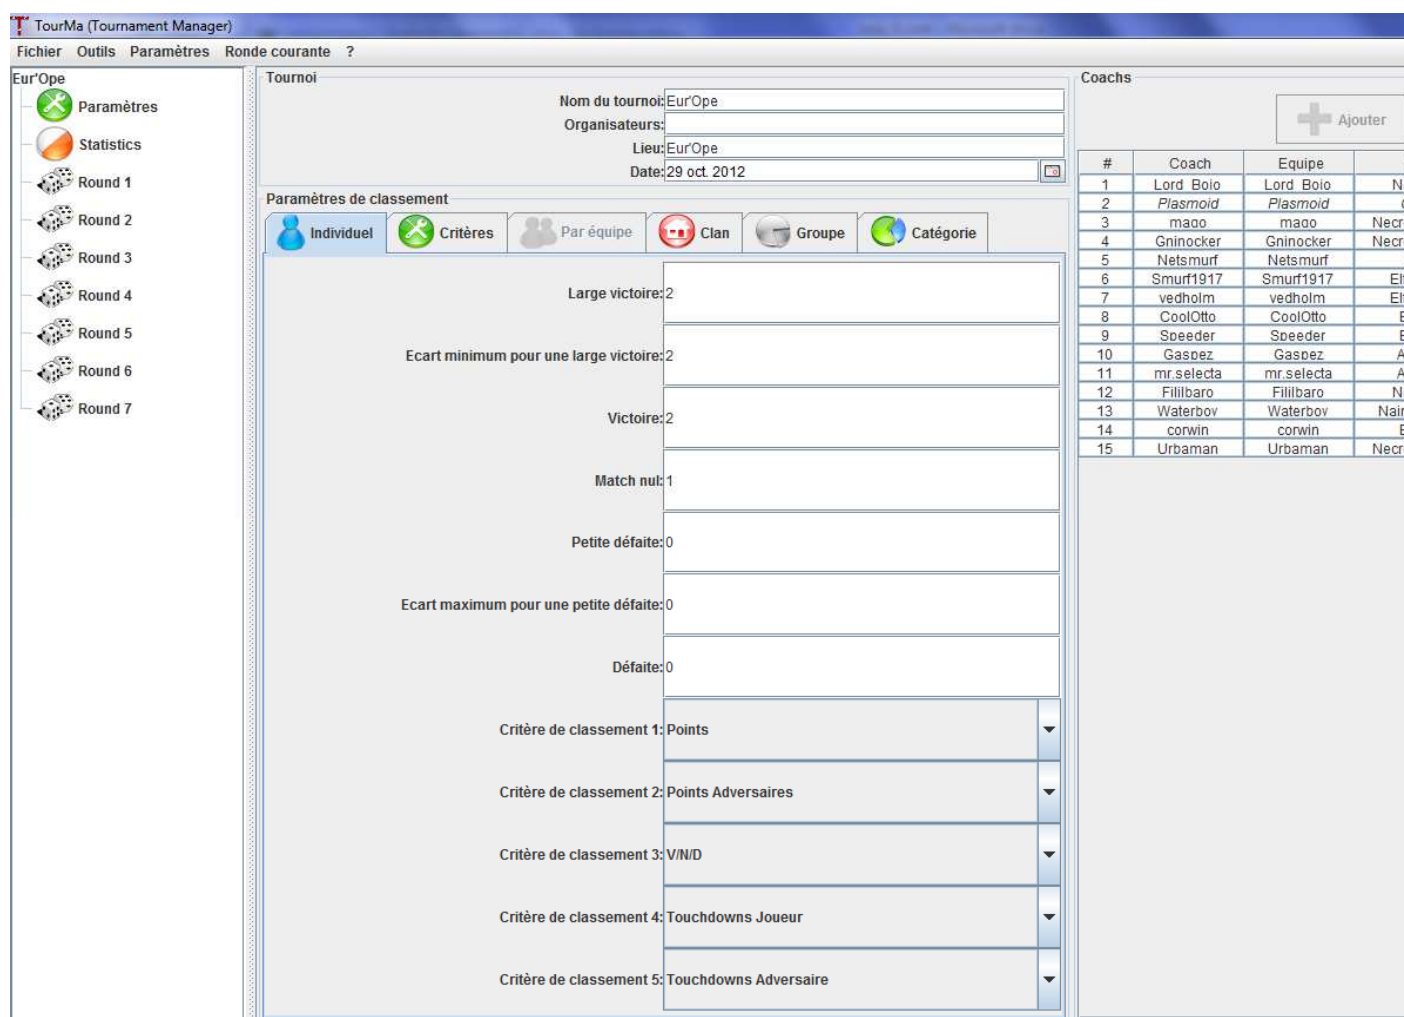 TourMa (Tournament Manager)
Fichier Outils Paramètres Ronde courante ?
Eur'Ope
Paramètres
Statistics
Round 1
Round 2
Round 3
Round 4
Round 5
Round 6
Round 7
Tournoi
Nom du tournoi: Eur'Ope
Organisateurs:
Lieu: Eur'Ope
Date: 29 oct. 2012
Paramètres de classement
Individuel Critères Par équipe Clan Groupe Catégorie
Large victoire: 2
Ecart minimum pour une large victoire: 2
Victoire: 2
Match nul: 1
Petite défaite: 0
Ecart maximum pour une petite défaite: 0
Défaite: 0
Critère de classement 1: Points
Critère de classement 2: Points Adversaires
Critère de classement 3: V/N/D
Critère de classement 4: Touchdowns Joueur
Critère de classement 5: Touchdowns Adversaire
Coachs
Ajouter
# Coach Equipe
1 Lord Bojo Lord Bojo N
2 Plasmoid Plasmoid
3 mago mago Necr
4 Gninocker Gninocker Necr
5 Netsmurf Netsmurf
6 Smurf1917 Smurf1917 El
7 vedholm vedholm El
8 CoolOtto CoolOtto
9 Speeder Speeder
10 Gaspez Gaspez A
11 mr.selecta mr.selecta A
12 Fililbaro Fililbaro N
13 Waterboy Waterboy Nai
14 corwin corwin
15 Urbaman Urbaman Necr